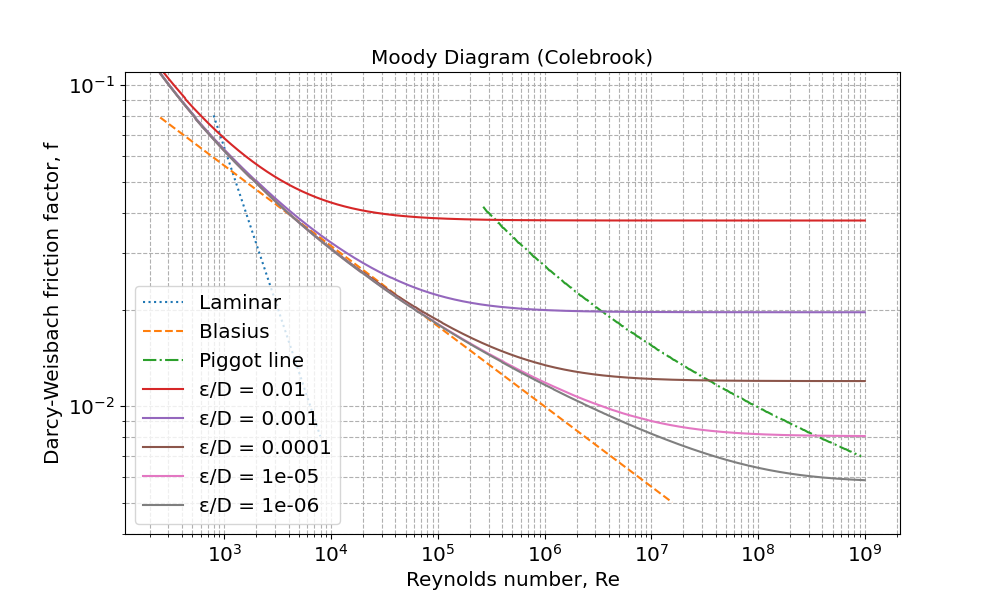 Moody Diagram (Colebrook)
Darcy-Weisbach friction factor, f
10⁻¹
10⁻²
Laminar
Blasius
Piggot line
ε/D = 0.01
ε/D = 0.001
ε/D = 0.0001
ε/D = 1e-05
ε/D = 1e-06
10³ 10⁴ 10⁵ 10⁶ 10⁷ 10⁸ 10⁹
Reynolds number, Re